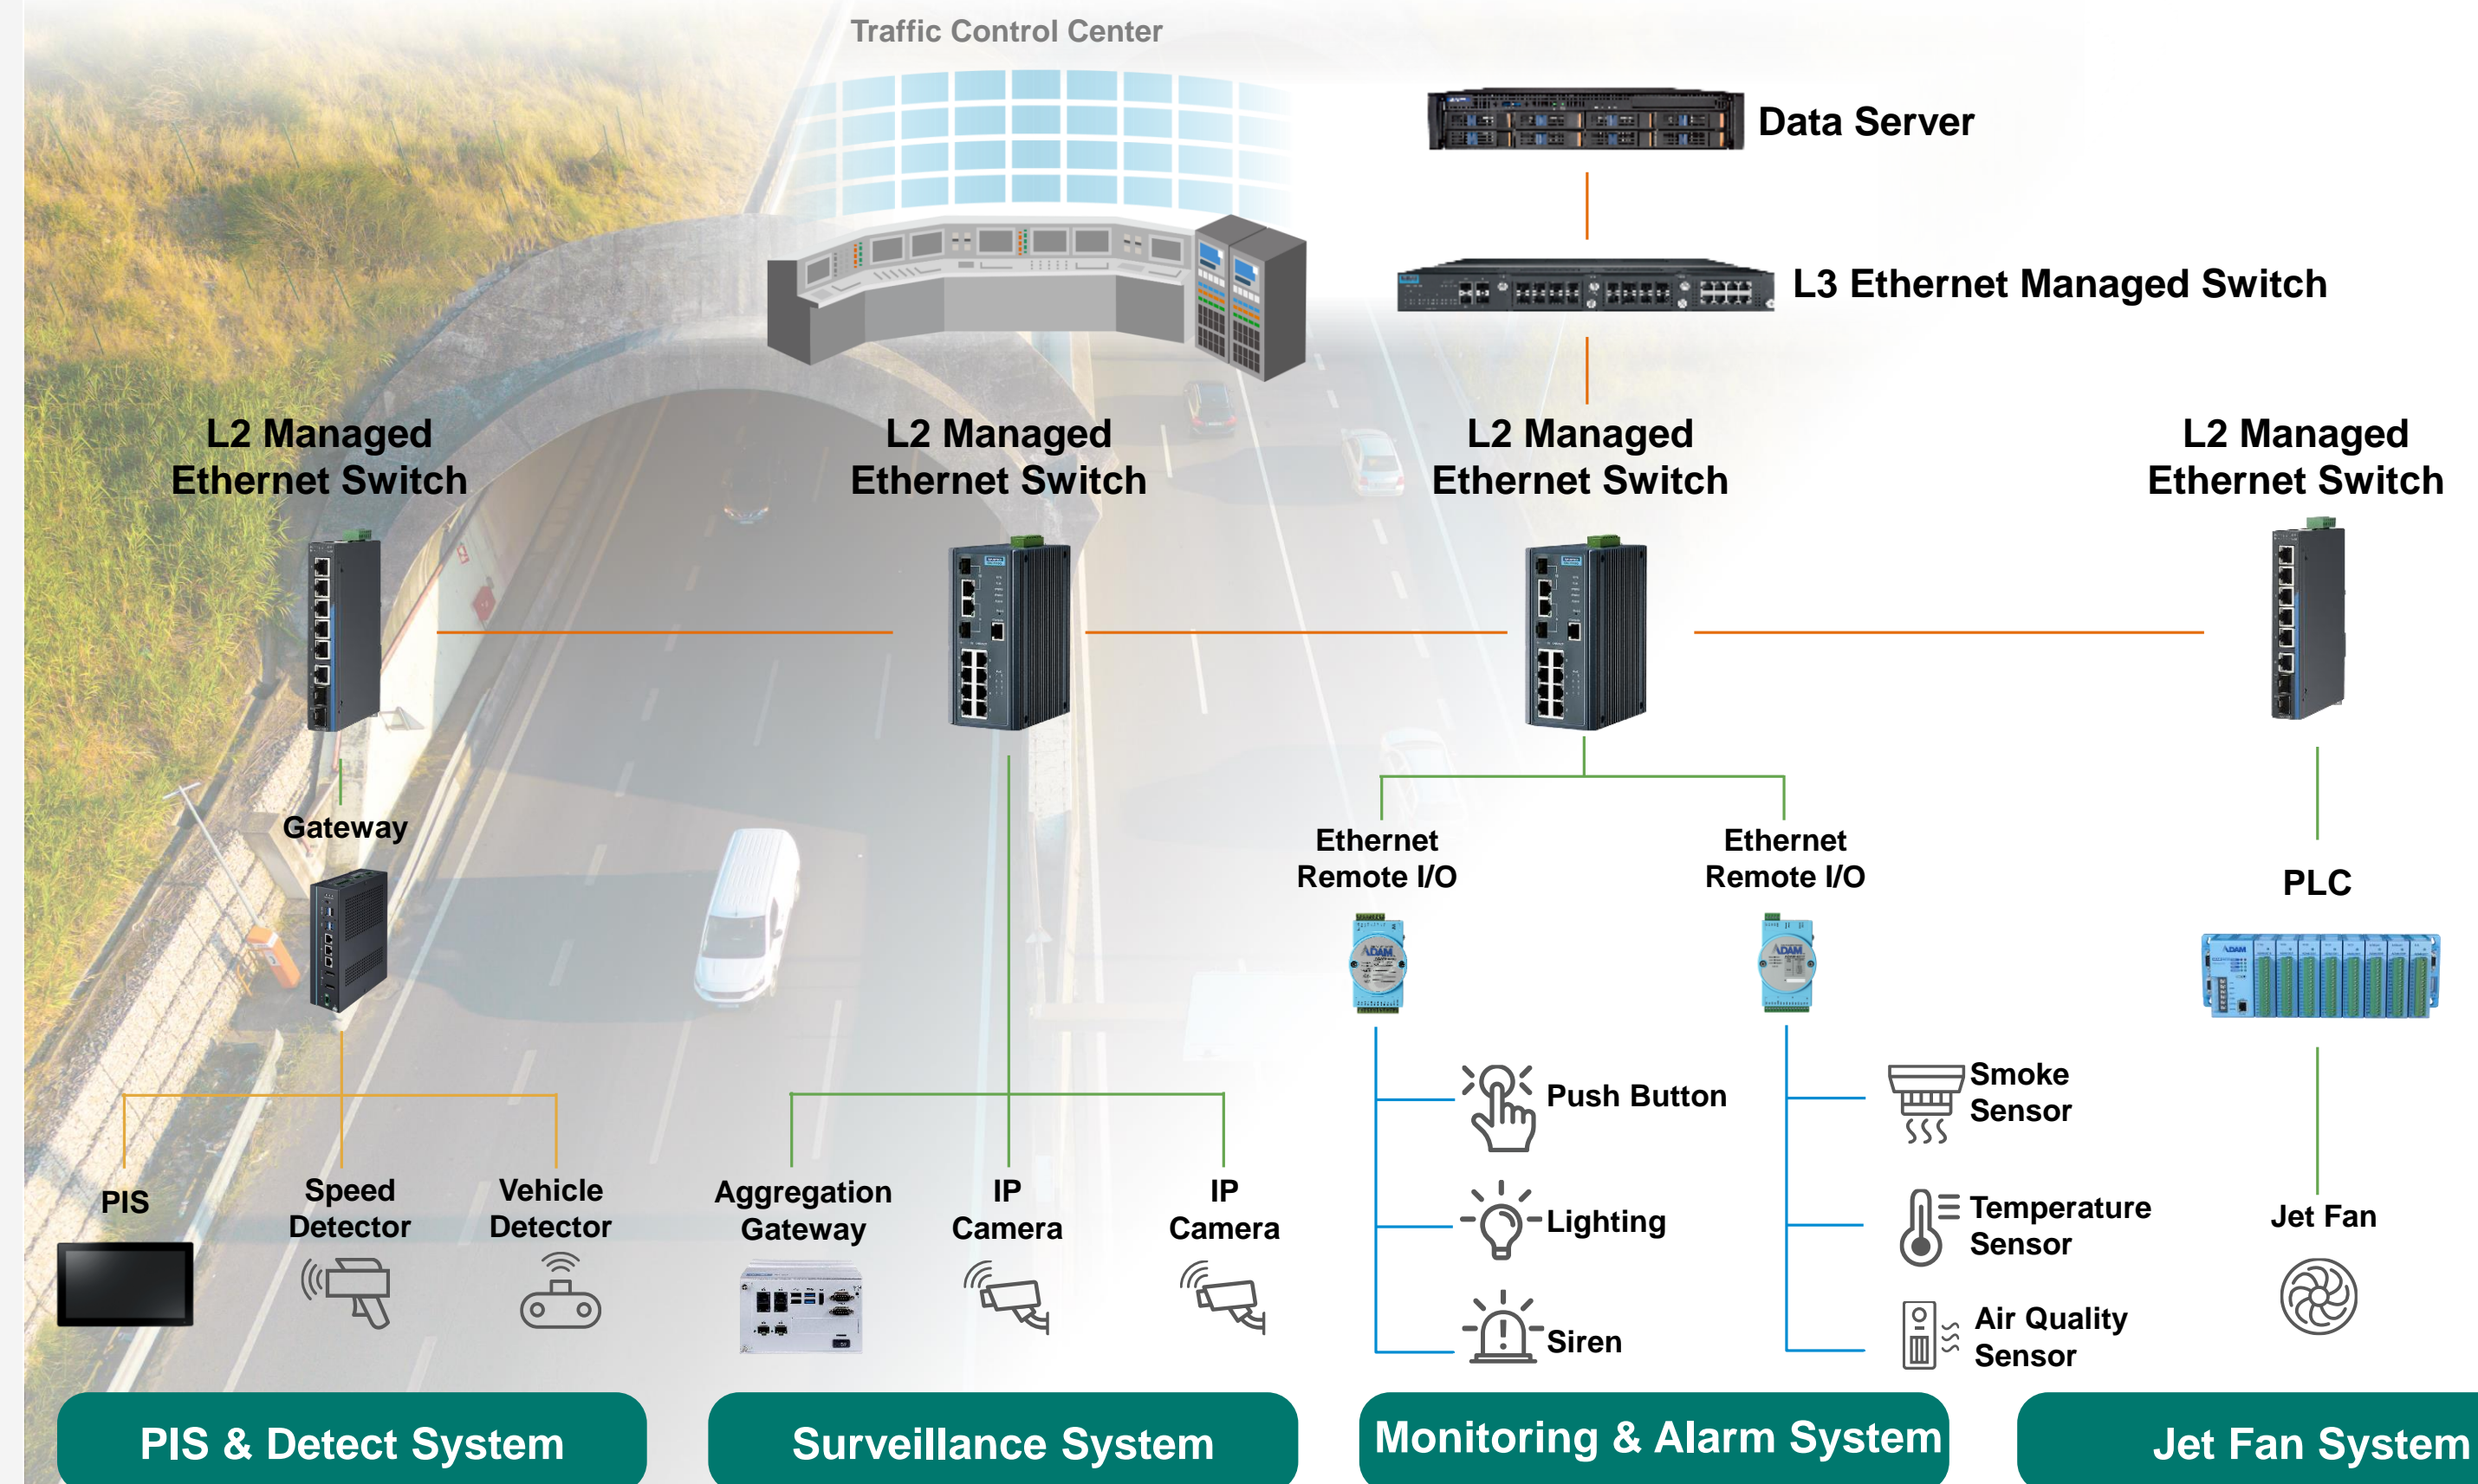 Traffic Control Center
Data Server
L3 Ethernet Managed Switch
L2 Managed
Ethernet Switch
L2 Managed
Ethernet Switch
L2 Managed
Ethernet Switch
L2 Managed
Ethernet Switch
Gateway
Ethernet
Remote I/O
Ethernet
Remote I/O
PLC
ADAM
ADAM
ADAM
Push Button
Lighting
Siren
Smoke
Sensor
Temperature
Sensor
Air Quality
Sensor
PIS
Speed
Detector
Vehicle
Detector
Aggregation
Gateway
IP
Camera
IP
Camera
Jet Fan
PIS & Detect System
Surveillance System
Monitoring & Alarm System
Jet Fan System